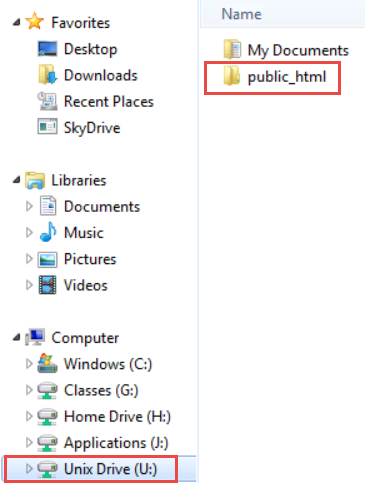 Favorites
Desktop
Downloads
Recent Places
SkyDrive
Libraries
Documents
Music
Pictures
Videos
Computer
Windows (C:)
Classes (G:)
Home Drive (H:)
Applications (J:)
Unix Drive (U:)
Name
My Documents
public_html